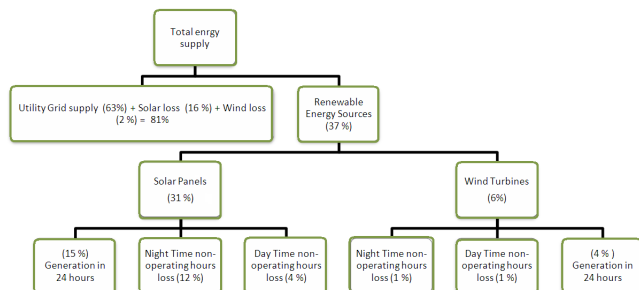 Total enrgy
supply
Utility Grid supply (63%) + Solar loss (16 %) + Wind loss
(2 %) = 81%
Renewable
Energy Sources
(37 %)
Solar Panels
(31 %)
Wind Turbines
(6%)
(15 %)
Generation in
24 hours
Night Time non-
operating hours
loss (12 %)
Day Time non-
operating hours
loss (4 %)
Night Time non-
operating hours
loss (1 %)
Day Time non-
operating hours
loss (1 %)
(4 % )
Generation in
24 hours